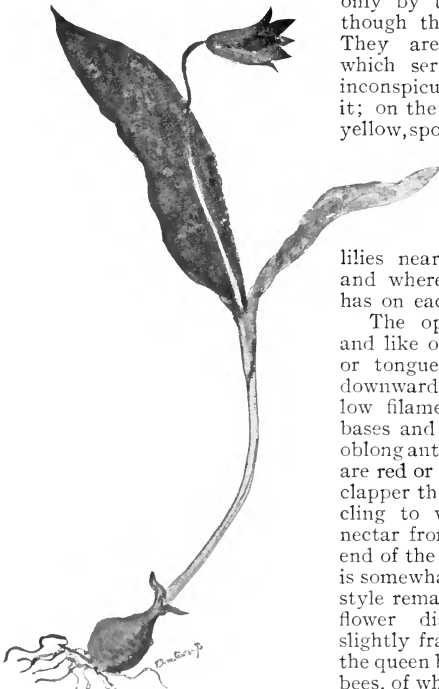 only by t
though th
They are
which ser
inconspicu
it; on the
yellow, spo
lilies near
and where
has on eac
The op
and like o
or tongue
downward
low filame
bases and
oblong ant
are red or
clapper th
cling to v
nectar fron
end of the
is somewha
style rema
flower dis
slightly fra
the queen b
bees, of wh